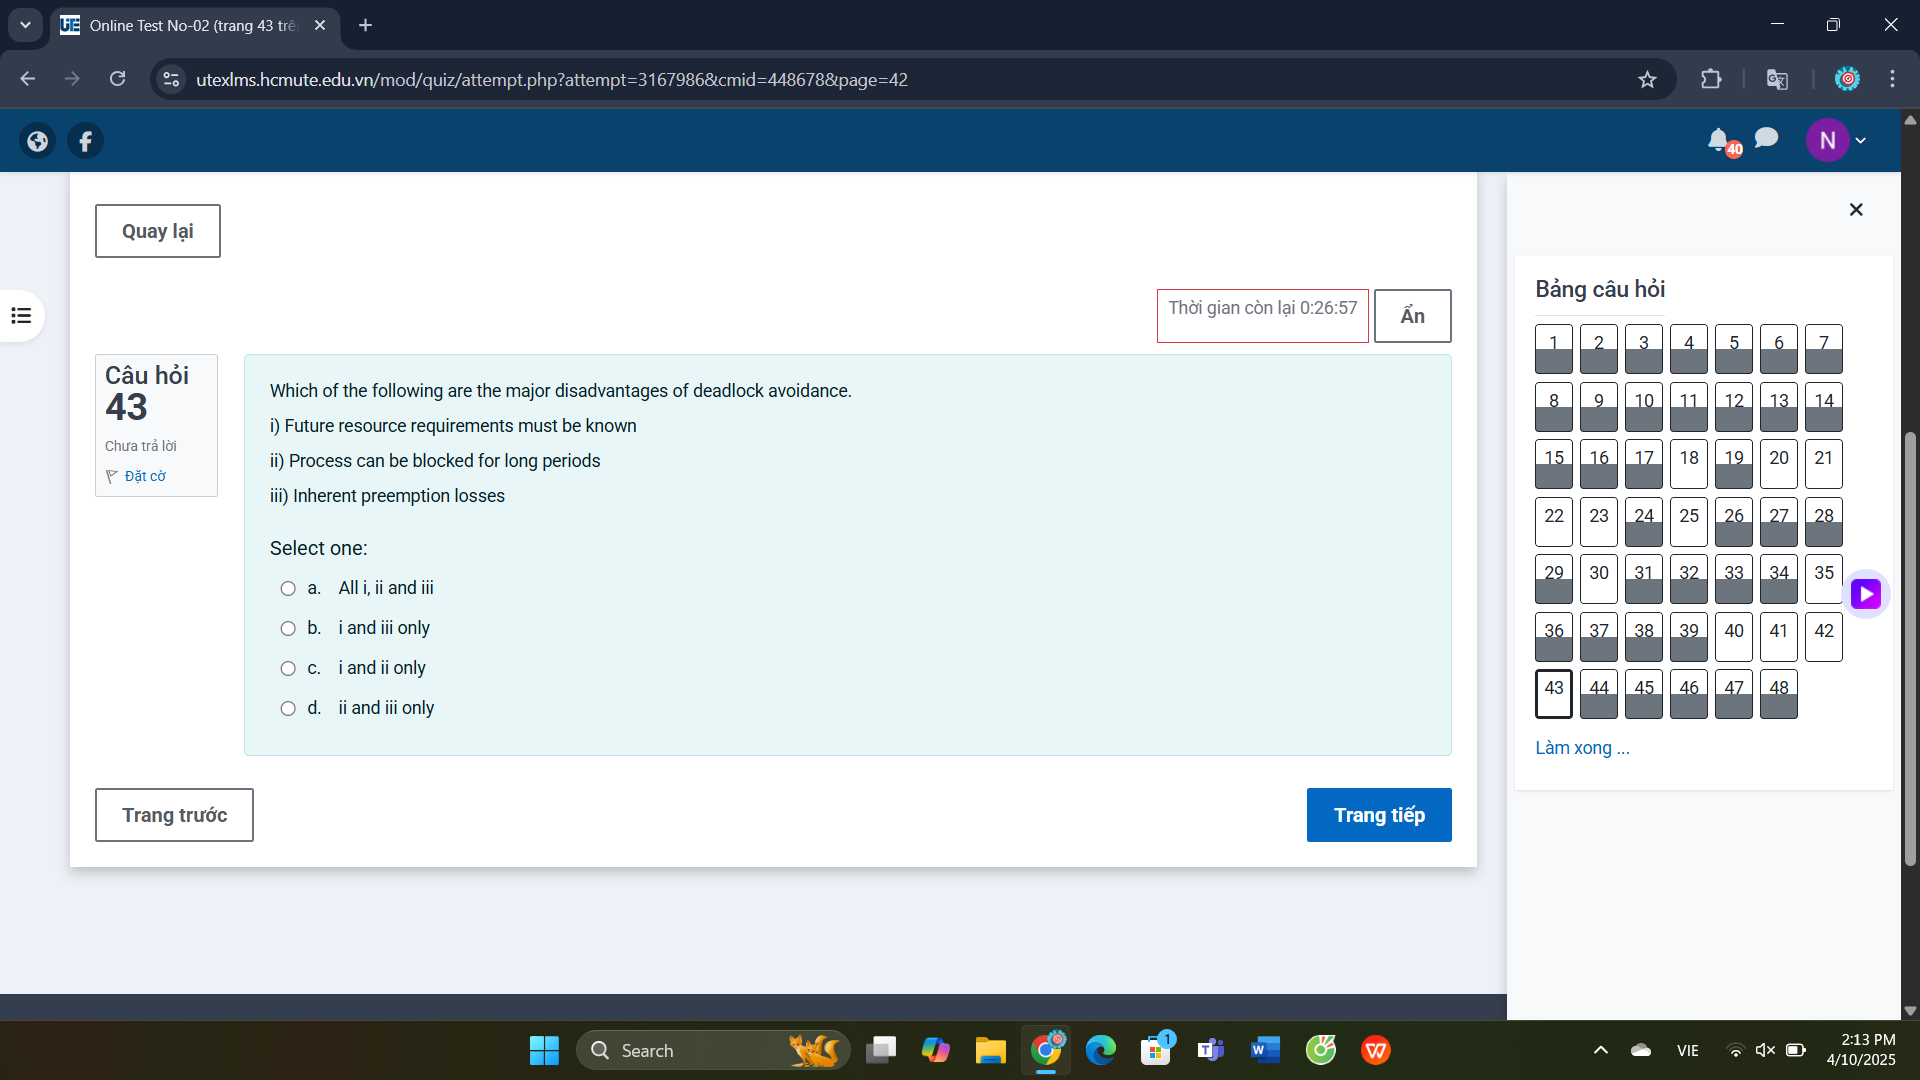 Online Test No-02 (trang 43 trê
utexlms.hcmute.edu.vn/mod/quiz/attempt.php?attempt=3167986&cmid=448678&page=42
40
N
Quay lại
Thời gian còn lại 0:26:57
Ẩn
Câu hỏi
43
Chưa trả lời
Đặt cờ
Which of the following are the major disadvantages of deadlock avoidance.
i) Future resource requirements must be known
ii) Process can be blocked for long periods
iii) Inherent preemption losses
Select one:
a. All i, ii and iii
b. i and iii only
c. i and ii only
d. ii and iii only
Trang trước
Trang tiếp
Bảng câu hỏi
1 2 3 4 5 6 7
8 9 10 11 12 13 14
15 16 17 18 19 20 21
22 23 24 25 26 27 28
29 30 31 32 33 34 35
36 37 38 39 40 41 42
43 44 45 46 47 48
Làm xong ...
Search
1
VIE
2:13 PM
4/10/2025